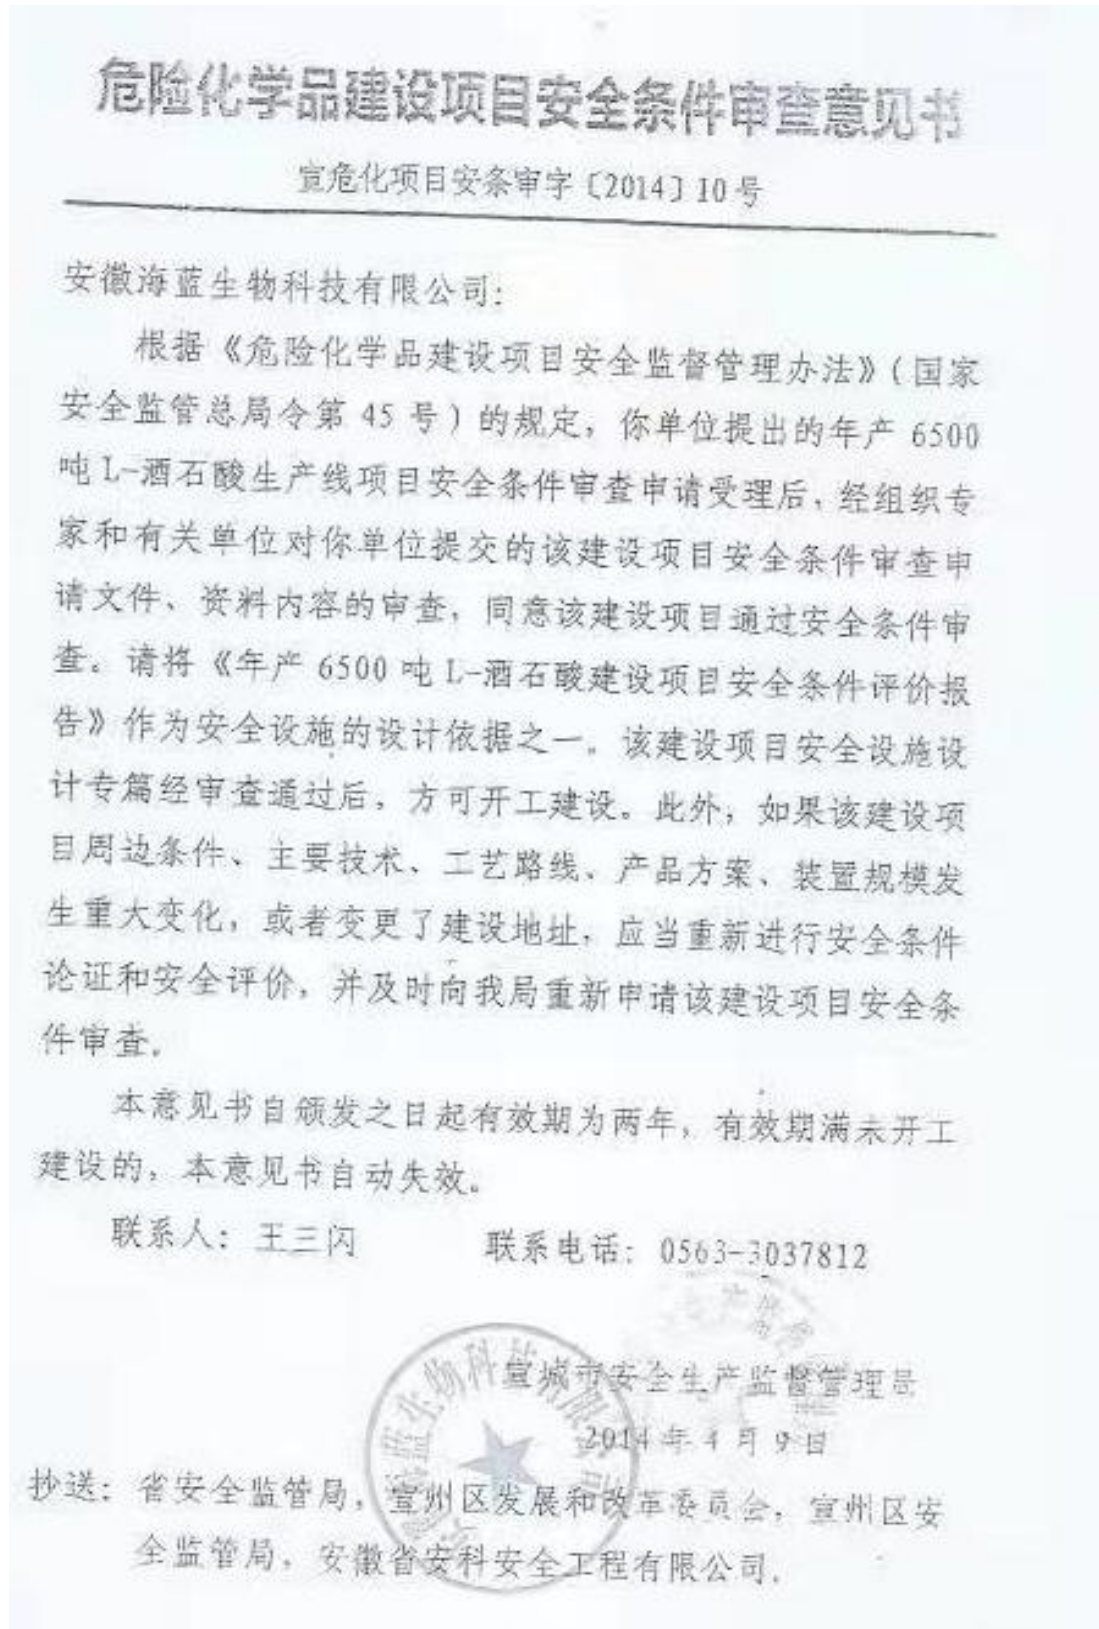 危险化学品建设项目安全条件审查意见书
宣危化项目安条审字〔2014〕10号
安徽海蓝生物科技有限公司:
根据《危险化学品建设项目安全监督管理办法》(国家
安全监管总局令第 45 号)的规定，你单位提出的年产 6500
吨L-酒石酸生产线项目安全条件审查申请受理后，经组织专
家和有关单位对你单位提交的该建设项目安全条件审查申
请文件、资料内容的审查，同意该建设项目通过安全条件审
查。请将《年产 6500 吨 L-酒石酸建设项目安全条件评价报
告》作为安全设施的设计依据之一。该建设项目安全设施设
计专篇经审查通过后，方可开工建设。此外，如果该建设项
目周边条件、主要技术、工艺路线、产品方案、装置规模发
生重大变化，或者变更了建设地址，应当重新进行安全条件
论证和安全评价，并及时向我局重新申请该建设项目安全条
件审查。
本意见书自颁发之日起有效期为两年，有效期满未开工
建设的，本意见书自动失效。
联系人：王三闪 联系电话：0563-3037812
宣城市安全生产监督管理局
2014年4月9日
抄送：省安全监管局，宣州区发展和改革委员会，宣州区安
全监管局，安徽省安科安全工程有限公司.